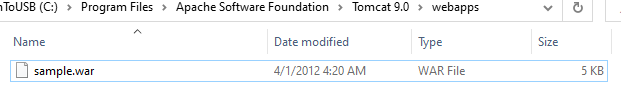 nToUSB (C:) > Program Files > Apache Software Foundation > Tomcat 9.0 > webapps
Name Date modified Type Size
sample.war 4/1/2012 4:20 AM WAR File 5 KB